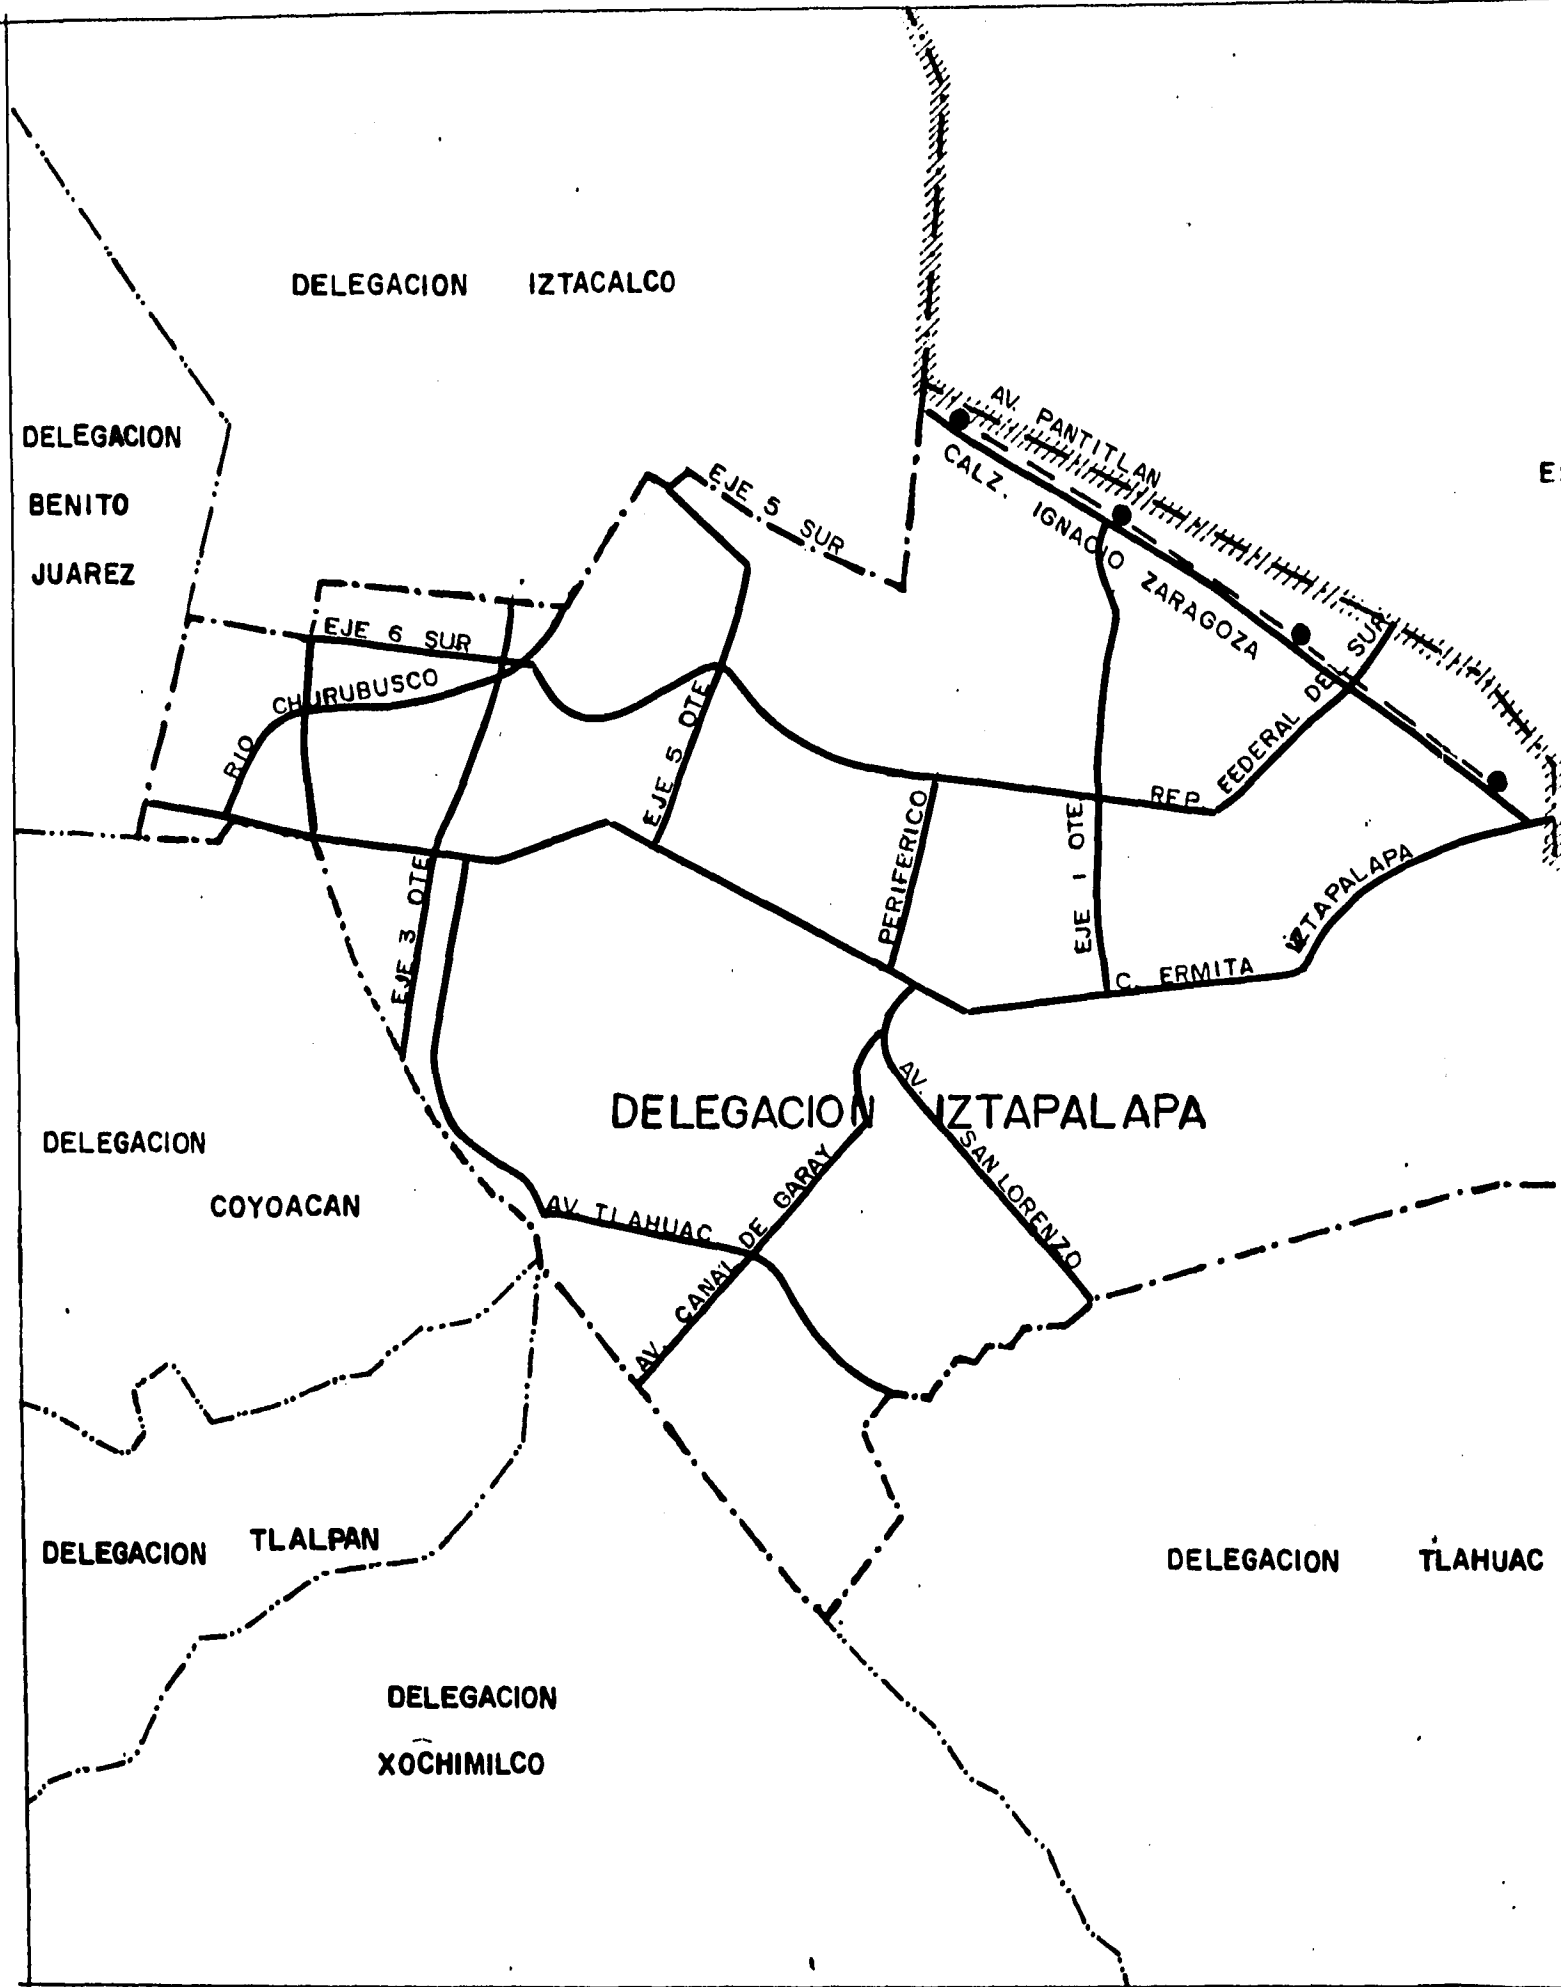 DELEGACION IZTACALCO
DELEGACION
BENITO
JUAREZ
AV. PANTITLAN
CALZ. IGNACIO ZARAGOZA
EJE 5 SUR
EJE 6 SUR
RIO CHURUBUSCO
EJE 5 OTE
REP. FEDERAL DEL SUR
PERIFERICO
EJE 1 OTE
EJE 3 OTE
C. ERMITA IZTAPALAPA
DELEGACION IZTAPALAPA
AV. SAN LORENZO
DELEGACION
COYOACAN
AV. TLAHUAC
AV. CANAL DE GARAY
DELEGACION TLALPAN
DELEGACION TLAHUAC
DELEGACION
XOCHIMILCO